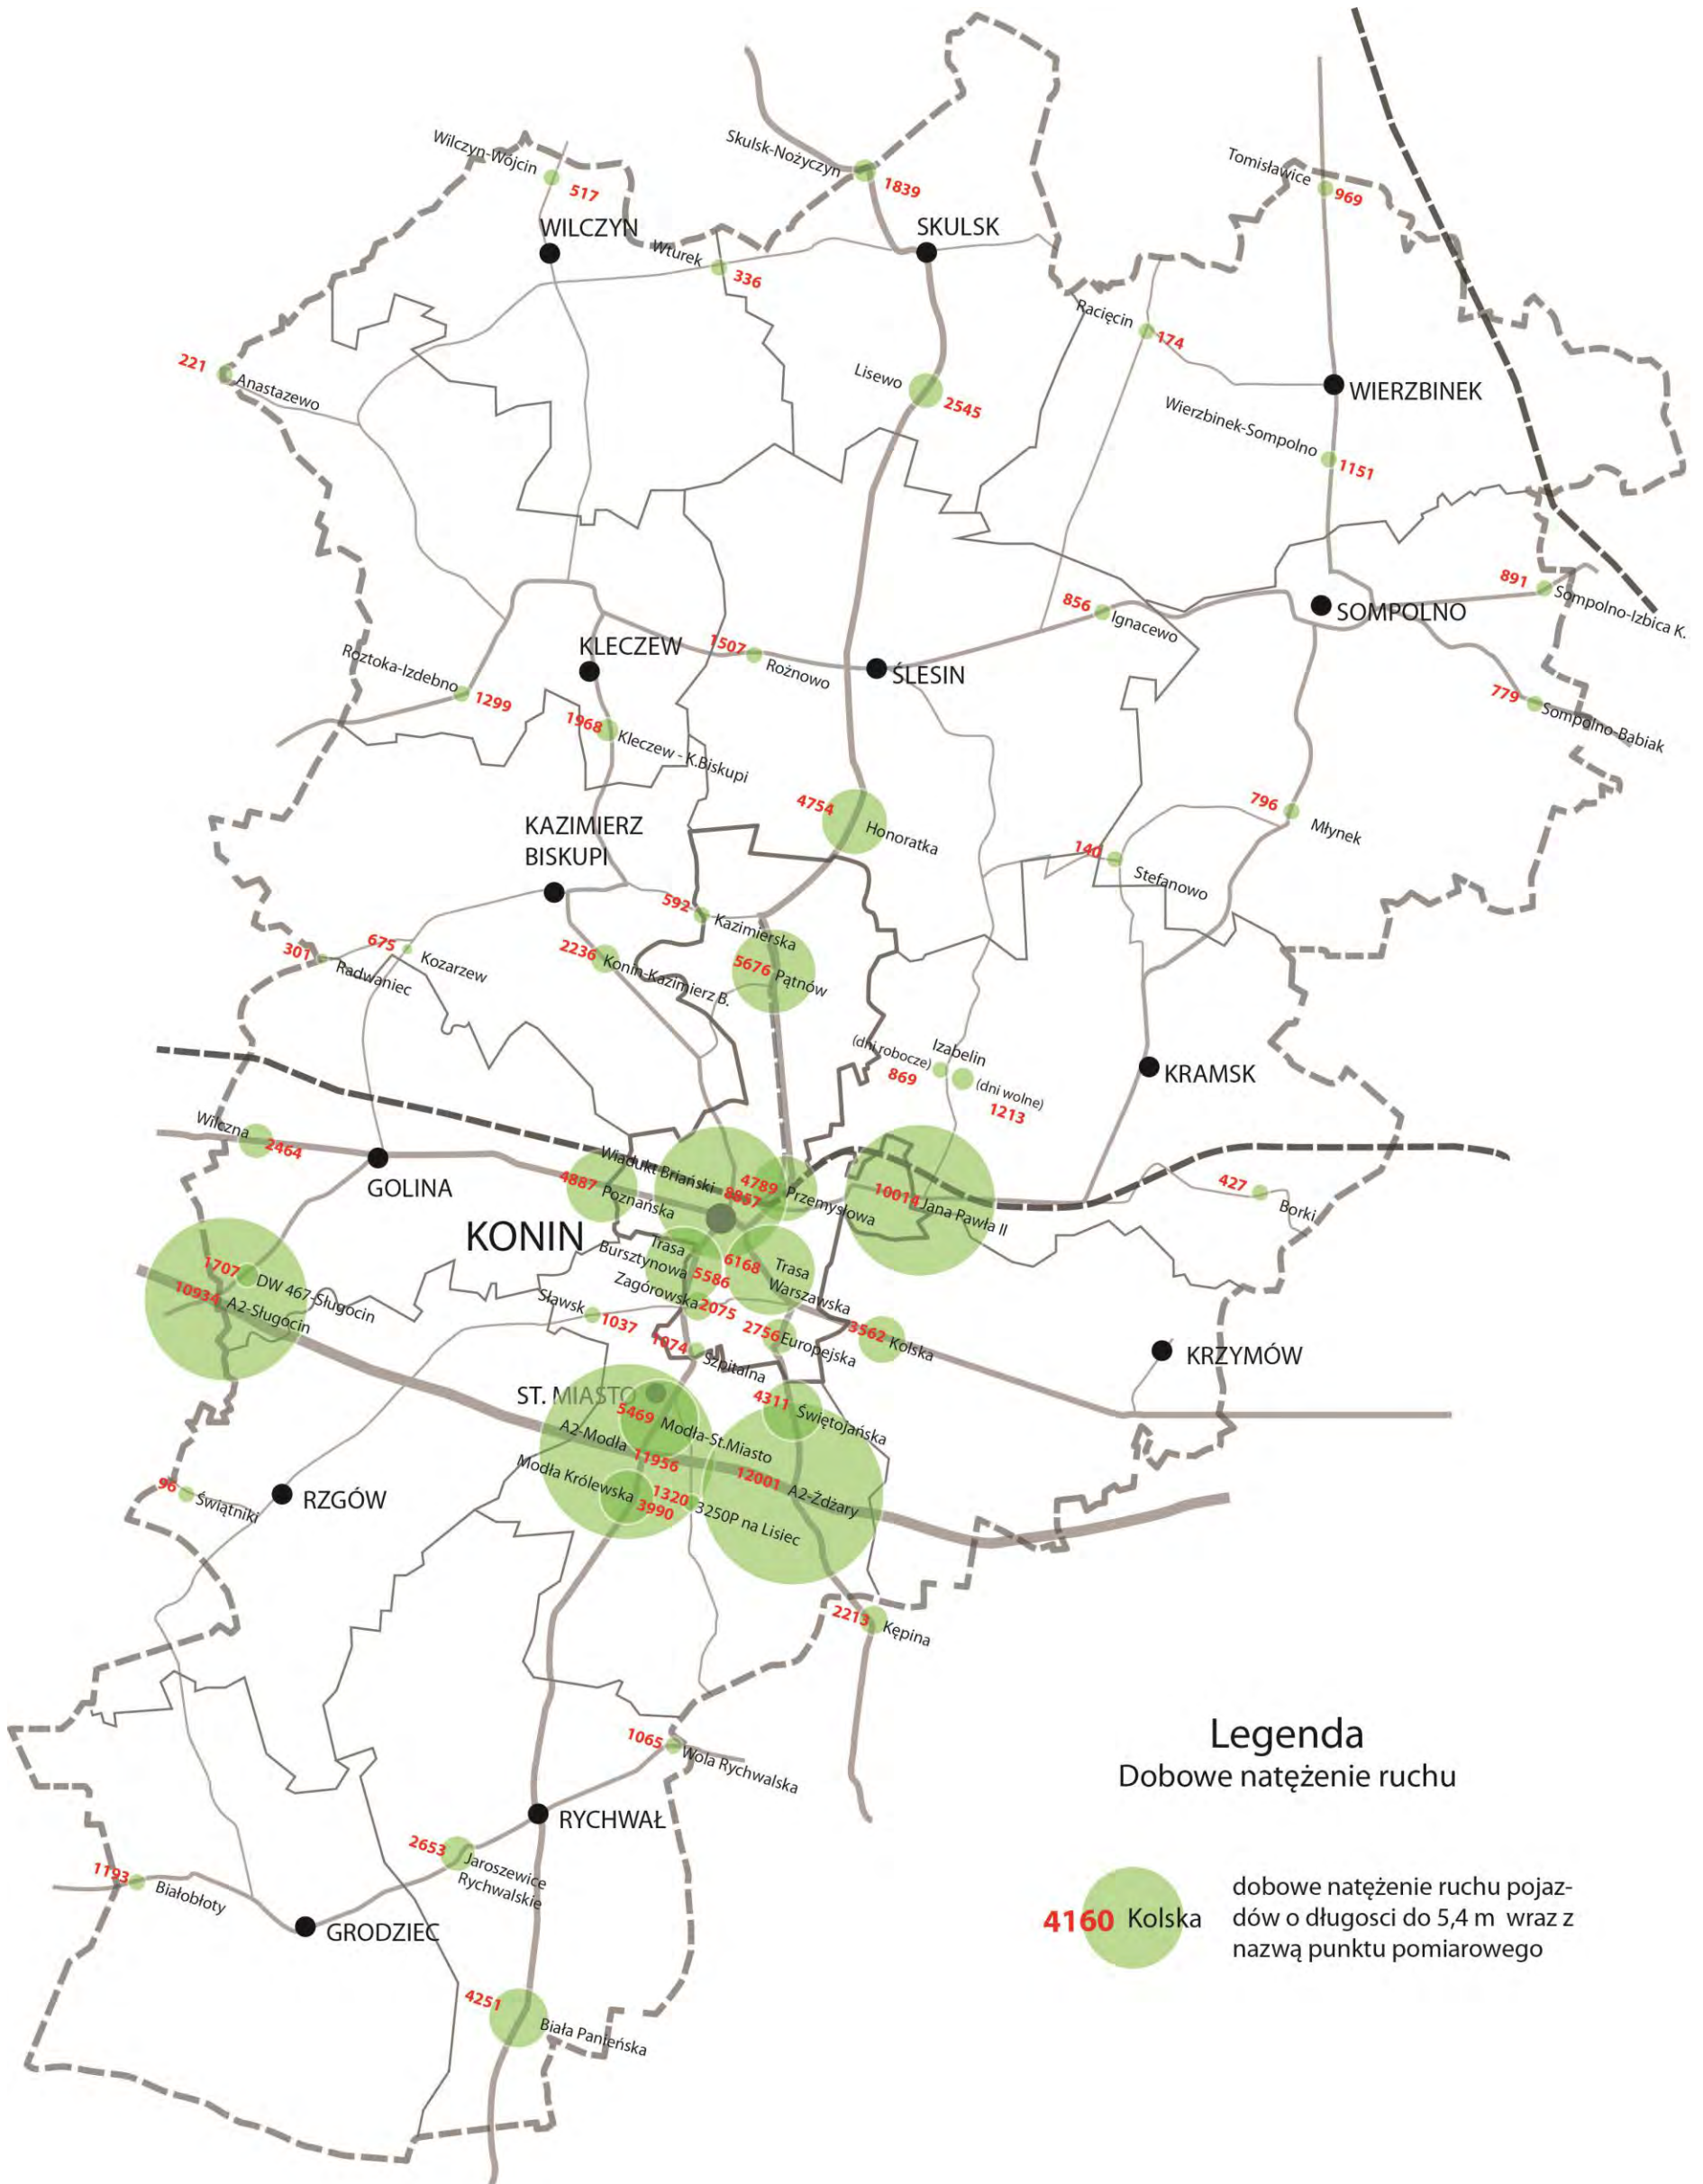 Wilczyn-Wójcin
517
WILCZYN
Skulsk-Nożyczyn
1839
SKULSK
Tomisławice
969
Wturek
336
Racięcin
174
221
Anastazewo
Lisewo
2545
WIERZBINEK
Wierzbinek-Sompolno
1151
891
Sompolno-Izbica K.
SOMPOLNO
856
Ignacewo
KLECZEW
1507
Rożnowo
ŚLESIN
Roztoka-Izdebno
1299
1968
Kleczew - K.Biskupi
779
Sompolno-Babiak
4754
Honoratka
796
Młynek
KAZIMIERZ
BISKUPI
140
Stefanowo
592
Kazimierska
301
Radwaniec
675
Kozarzew
2236
Konin-Kazimierz B.
5676
Pątnów
(dni robocze)
869
Izabelin
(dni wolne)
1213
KRAMSK
Wilczna
2464
GOLINA
Wiadukt Briański
8857
4789
Przemysłowa
4887
Poznańska
10014
Jana Pawła II
427
Borki
KONIN
Trasa
Bursztynowa
5586
6168
Trasa
Warszawska
Zagórowska
2075
1707
DW 467-Sługocin
10934
A2-Sługocin
Sławsk
1037
1074
Szpitalna
2756
Europejska
3562
Kolska
KRZYMÓW
ST. MIASTO
5469
Modła-St.Miasto
4311
Świętojańska
A2-Modła
11956
12001
A2-Żdżary
Modła Królewska
3990
1320
3250P na Lisiec
96
Świątniki
RZGÓW
2213
Kępina
1065
Wola Rychwalska
RYCHWAŁ
2653
Jaroszewice
Rychwalskie
1193
Białobłoty
GRODZIEC
4251
Biała Panieńska
Legenda
Dobowe natężenie ruchu
4160 Kolska
dobowe natężenie ruchu pojaz-
dów o długosci do 5,4 m wraz z
nazwą punktu pomiarowego